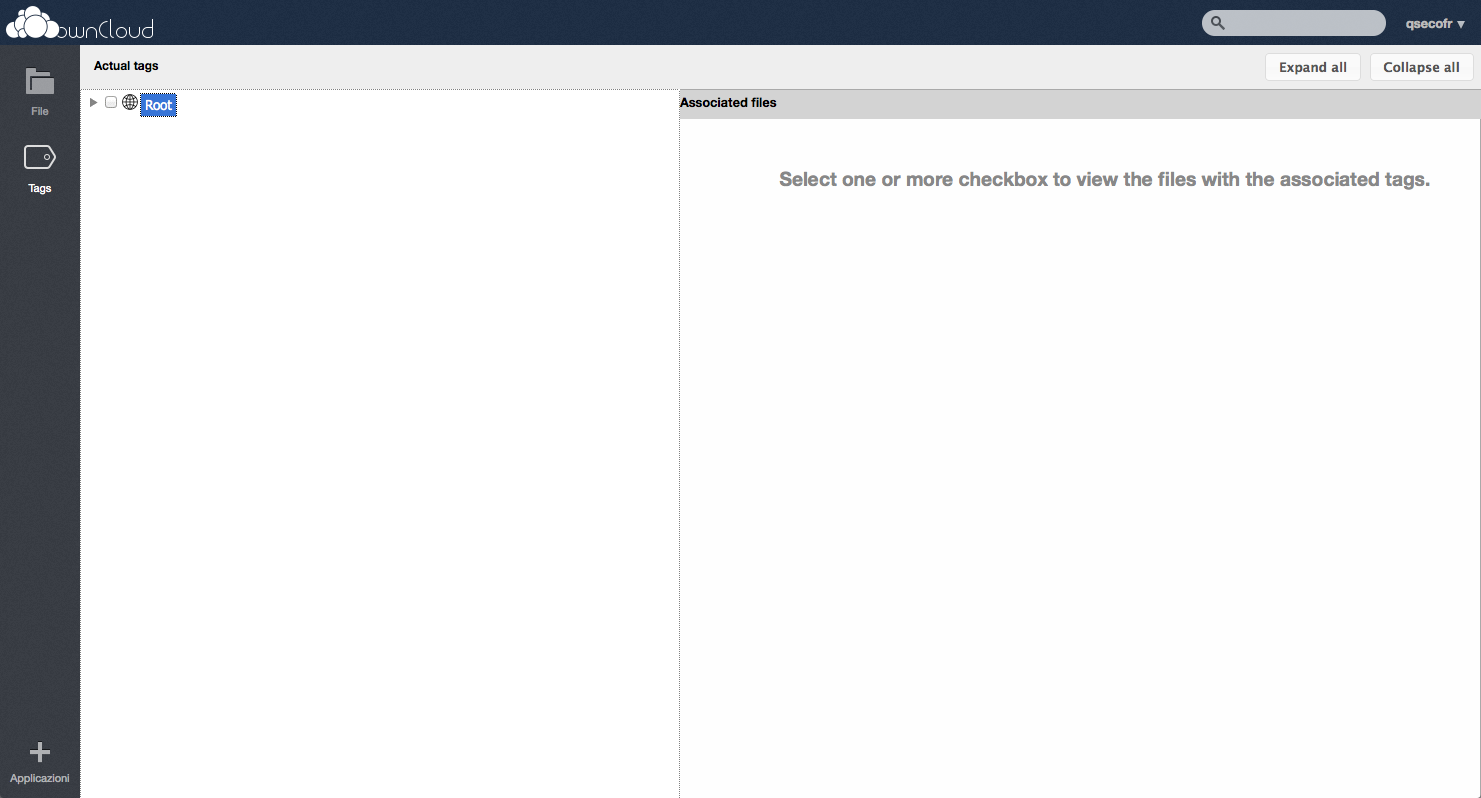 ownCloud
qsecofr ▼
File
Tags
Applicazioni
Actual tags
Expand all
Collapse all
Root
Associated files
Select one or more checkbox to view the files with the associated tags.